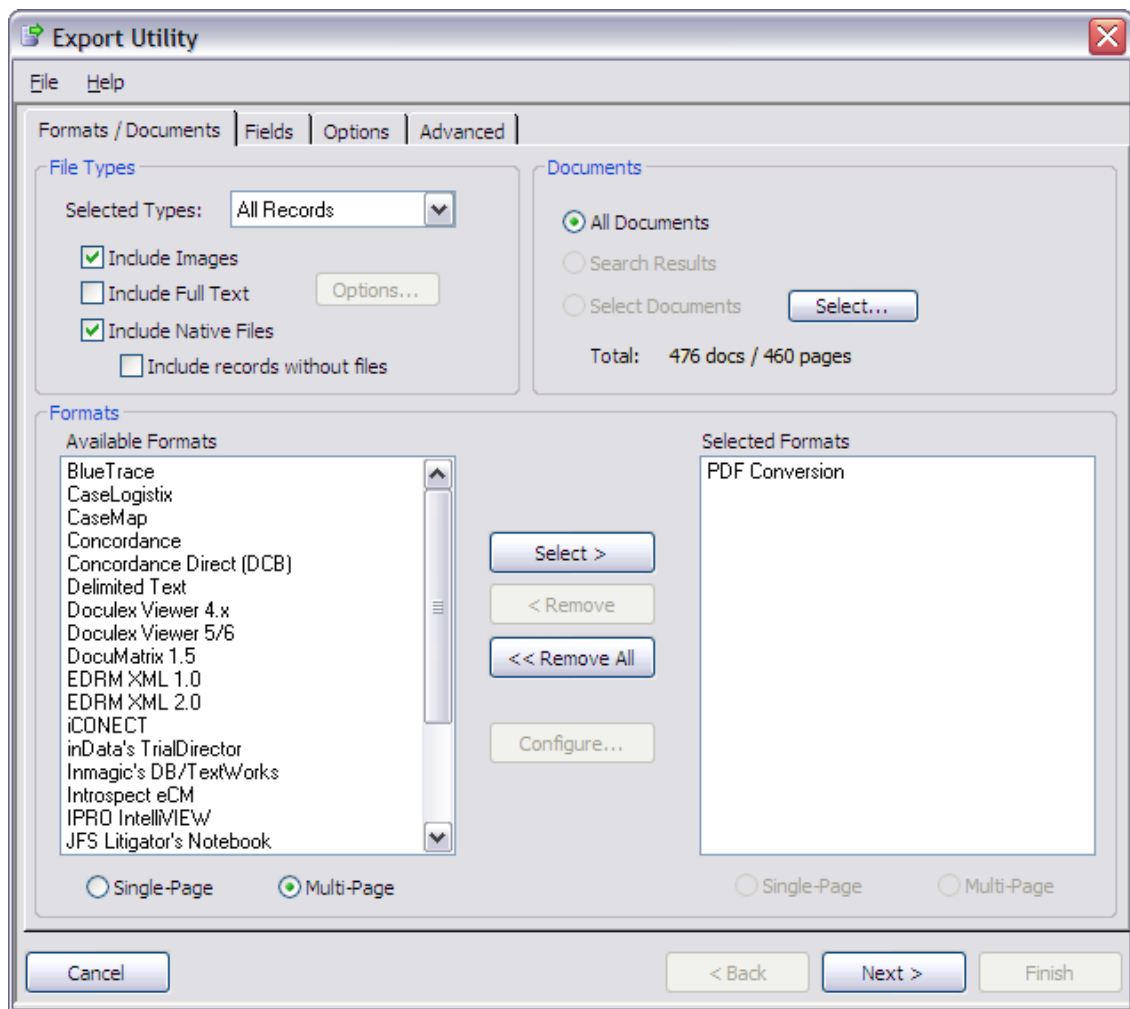 Export Utility
File Help
Formats / Documents Fields Options Advanced
File Types
Selected Types: All Records
Include Images
Include Full Text Options...
Include Native Files
Include records without files
Documents
All Documents
Search Results
Select Documents Select...
Total: 476 docs / 460 pages
Formats
Available Formats
BlueTrace
CaseLogistix
CaseMap
Concordance
Concordance Direct (DCB)
Delimited Text
Doculex Viewer 4.x
Doculex Viewer 5/6
DocuMatrix 1.5
EDRM XML 1.0
EDRM XML 2.0
iCONECT
inData's TrialDirector
Inmagic's DB/TextWorks
Introspect eCM
IPRO IntelliVIEW
JFS Litigator's Notebook
Single-Page Multi-Page
Select >
< Remove
<< Remove All
Configure...
Selected Formats
PDF Conversion
Single-Page Multi-Page
Cancel < Back Next > Finish